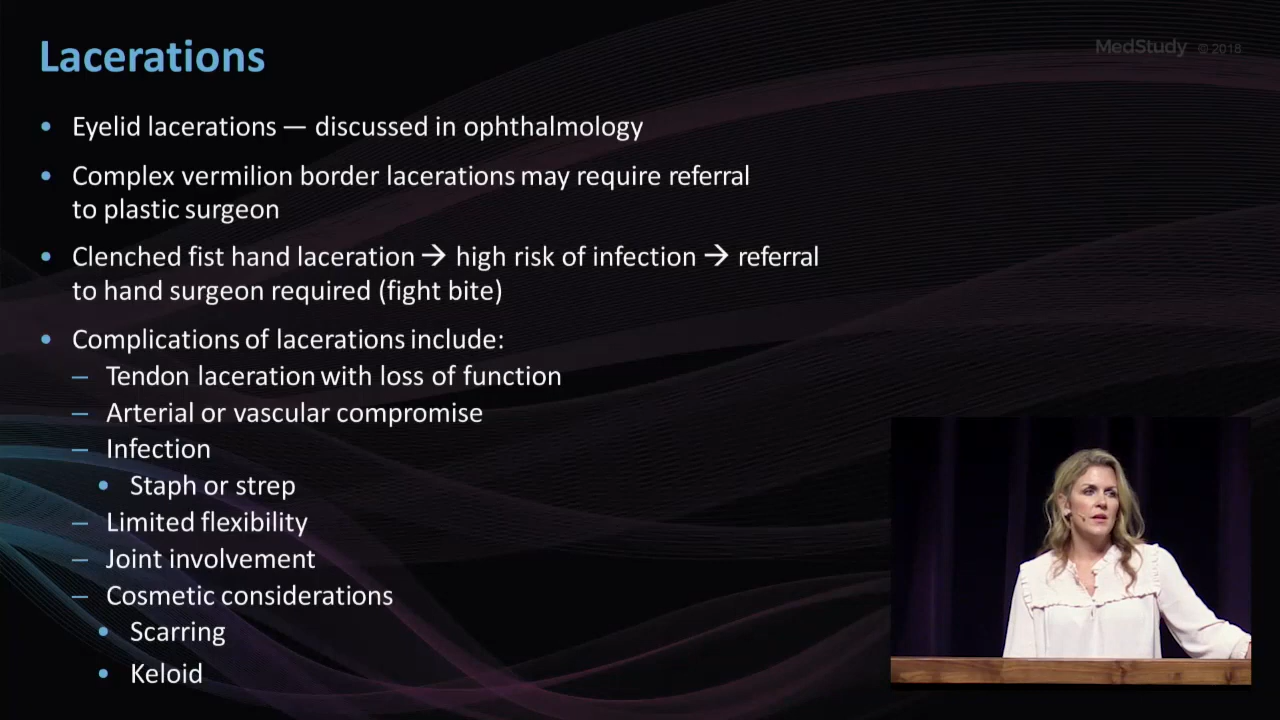 Lacerations
MedStudy © 2018
• Eyelid lacerations — discussed in ophthalmology
• Complex vermilion border lacerations may require referral
to plastic surgeon
• Clenched fist hand laceration → high risk of infection → referral
to hand surgeon required (fight bite)
• Complications of lacerations include:
– Tendon laceration with loss of function
– Arterial or vascular compromise
– Infection
• Staph or strep
– Limited flexibility
– Joint involvement
– Cosmetic considerations
• Scarring
• Keloid